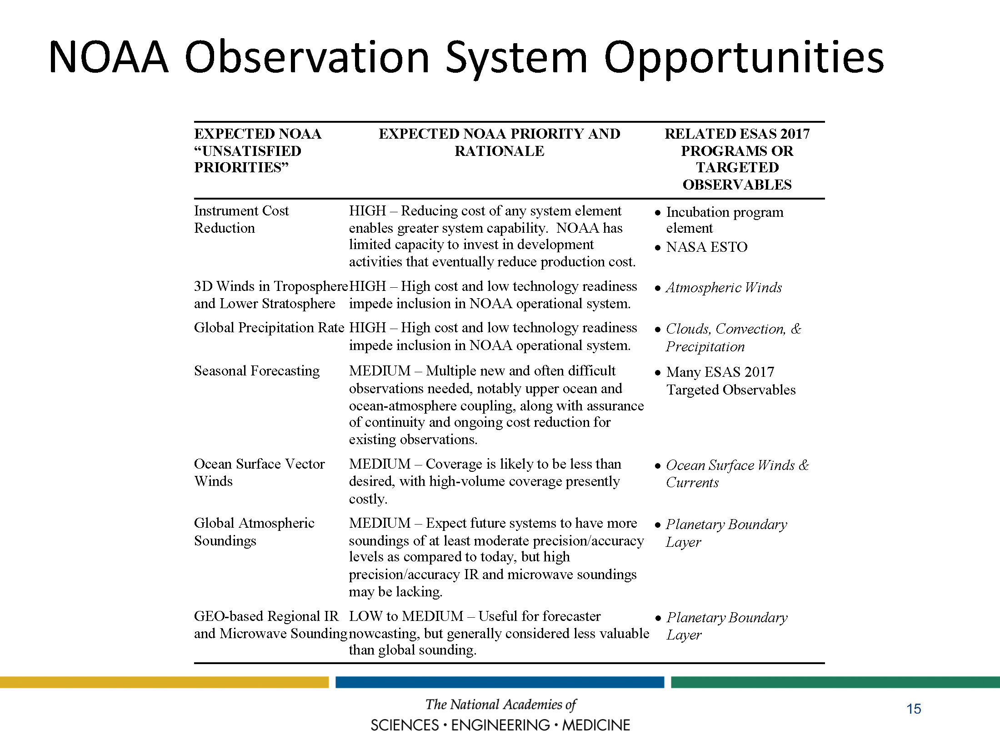 NOAA Observation System Opportunities
EXPECTED NOAA
“UNSATISFIED
PRIORITIES”
EXPECTED NOAA PRIORITY AND
RATIONALE
RELATED ESAS 2017
PROGRAMS OR
TARGETED
OBSERVABLES
Instrument Cost
Reduction
HIGH – Reducing cost of any system element
enables greater system capability.  NOAA has
limited capacity to invest in development
activities that eventually reduce production cost.
● Incubation program
element
● NASA ESTO
3D Winds in Troposphere
and Lower Stratosphere
HIGH – High cost and low technology readiness
impede inclusion in NOAA operational system.
● Atmospheric Winds
Global Precipitation Rate
HIGH – High cost and low technology readiness
impede inclusion in NOAA operational system.
● Clouds, Convection, &
Precipitation
Seasonal Forecasting
MEDIUM – Multiple new and often difficult
observations needed, notably upper ocean and
ocean-atmosphere coupling, along with assurance
of continuity and ongoing cost reduction for
existing observations.
● Many ESAS 2017
Targeted Observables
Ocean Surface Vector
Winds
MEDIUM – Coverage is likely to be less than
desired, with high-volume coverage presently
costly.
● Ocean Surface Winds &
Currents
Global Atmospheric
Soundings
MEDIUM – Expect future systems to have more
soundings of at least moderate precision/accuracy
levels as compared to today, but high
precision/accuracy IR and microwave soundings
may be lacking.
● Planetary Boundary
Layer
GEO-based Regional IR
and Microwave Sounding
LOW to MEDIUM – Useful for forecaster
nowcasting, but generally considered less valuable
than global sounding.
● Planetary Boundary
Layer
The National Academies of
SCIENCES · ENGINEERING · MEDICINE
15